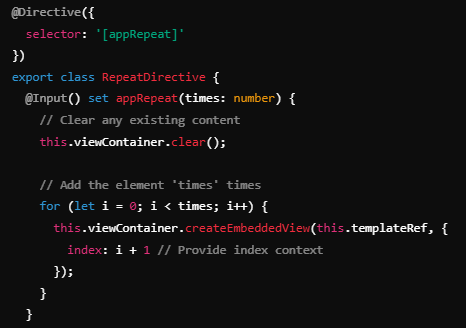 @Directive({
  selector: '[appRepeat]'
})
export class RepeatDirective {
  @Input() set appRepeat(times: number) {
    // Clear any existing content
    this.viewContainer.clear();

    // Add the element 'times' times
    for (let i = 0; i < times; i++) {
      this.viewContainer.createEmbeddedView(this.templateRef, {
        index: i + 1 // Provide index context
      });
    }
  }